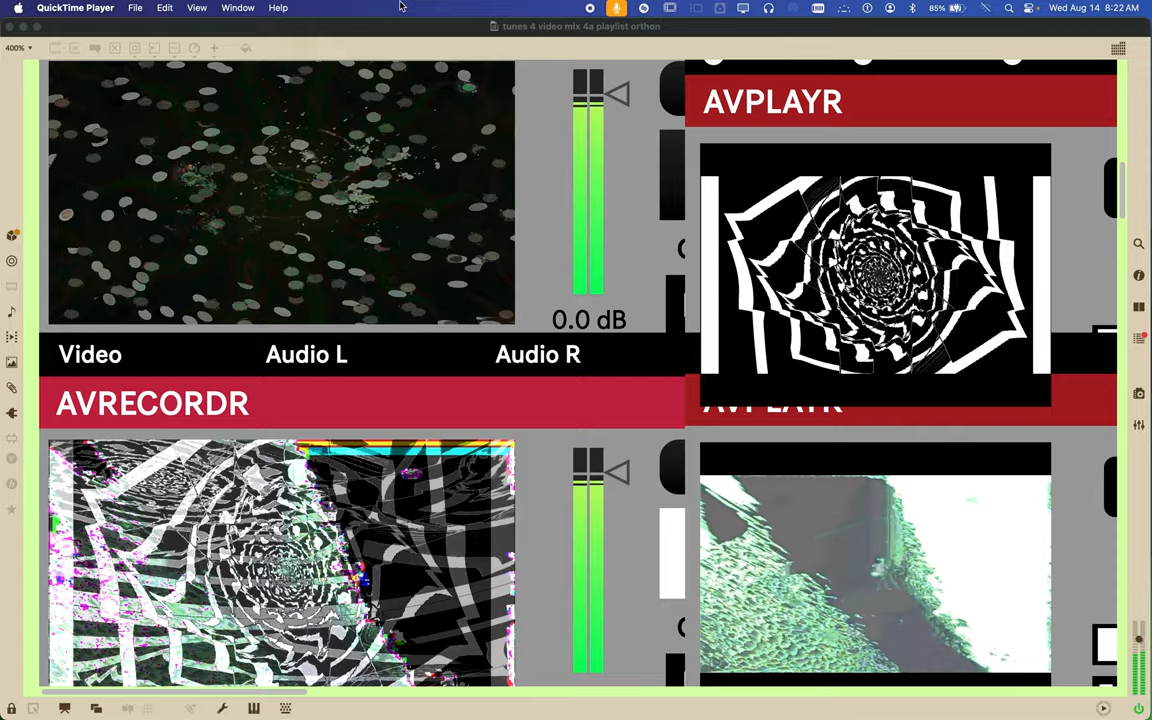 QuickTime Player File Edit View Window Help 85% Wed Aug 14 8:22 AM
tunes 4 video mix 4a playlist orthon
400%
AVPLAYR
0.0 dB
Video Audio L Audio R
AVRECORDR